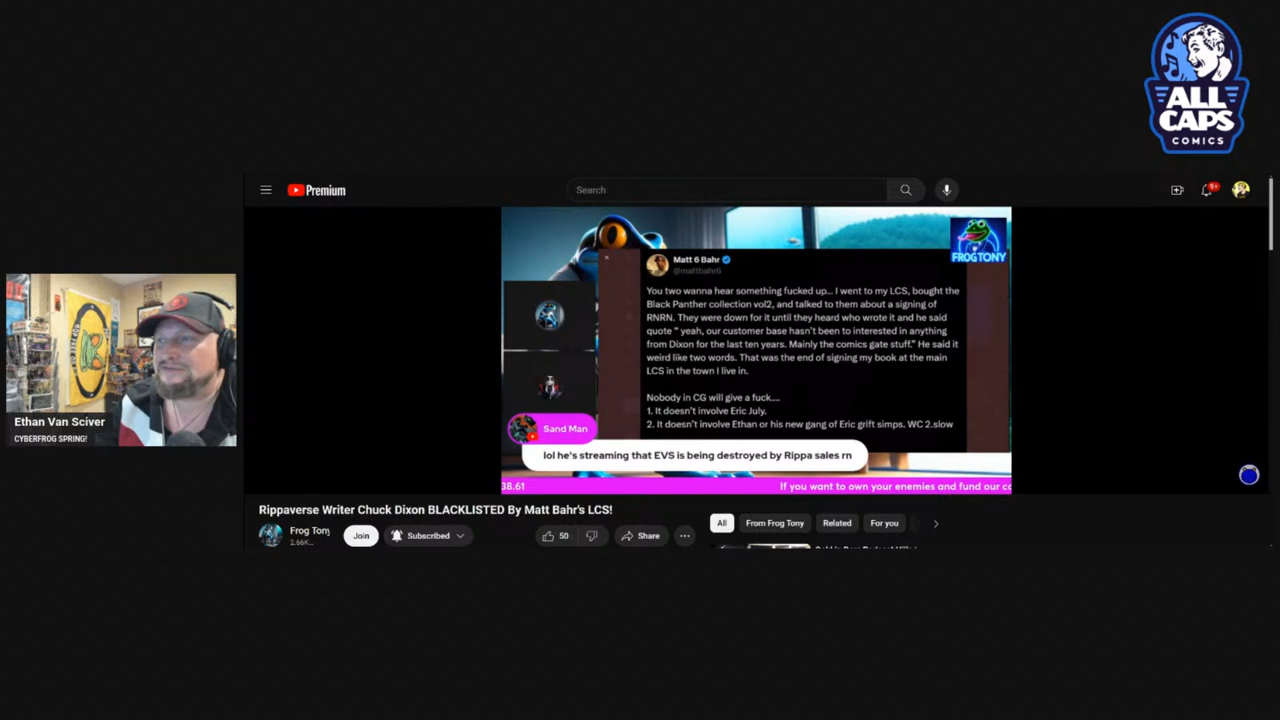 ALL
CAPS
COMICS
Premium
Search
9+
FROG TONY
Matt 6 Bahr
@mattbahr6
You two wanna hear something fucked up... I went to my LCS, bought the
Black Panther collection vol2, and talked to them about a signing of
RNRN. They were down for it until they heard who wrote it and he said
quote “ yeah, our customer base hasn't been to interested in anything
from Dixon for the last ten years. Mainly the comics gate stuff.” He said it
weird like two words. That was the end of signing my book at the main
LCS in the town I live in.
Nobody in CG will give a fuck....
1. It doesn't involve Eric July.
2. It doesn't involve Ethan or his new gang of Eric grift simps. WC 2.slow
Sand Man
lol he's streaming that EVS is being destroyed by Rippa sales rn
38.61
If you want to own your enemies and fund our co
Ethan Van Sciver
CYBERFROG SPRING!
Rippaverse Writer Chuck Dixon BLACKLISTED By Matt Bahr's LCS!
Frog Tony
2.66K...
Join
Subscribed
50
Share
All
From Frog Tony
Related
For you